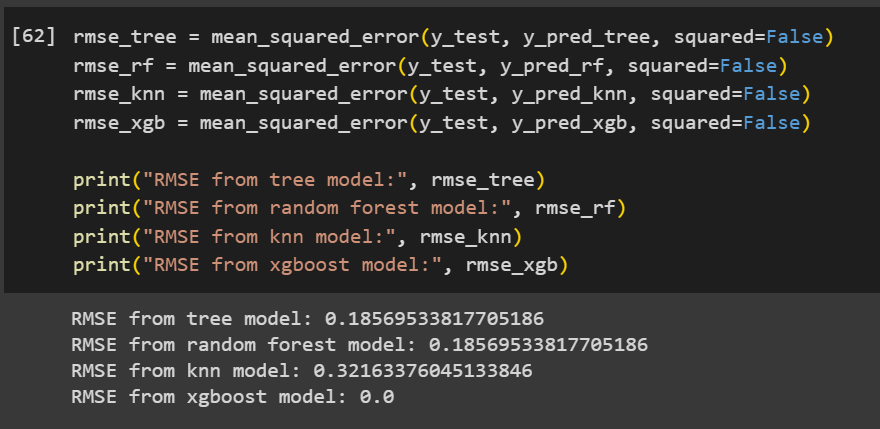 [62] rmse_tree = mean_squared_error(y_test, y_pred_tree, squared=False)
rmse_rf = mean_squared_error(y_test, y_pred_rf, squared=False)
rmse_knn = mean_squared_error(y_test, y_pred_knn, squared=False)
rmse_xgb = mean_squared_error(y_test, y_pred_xgb, squared=False)
print("RMSE from tree model:", rmse_tree)
print("RMSE from random forest model:", rmse_rf)
print("RMSE from knn model:", rmse_knn)
print("RMSE from xgboost model:", rmse_xgb)
RMSE from tree model: 0.18569533817705186
RMSE from random forest model: 0.18569533817705186
RMSE from knn model: 0.32163376045133846
RMSE from xgboost model: 0.0